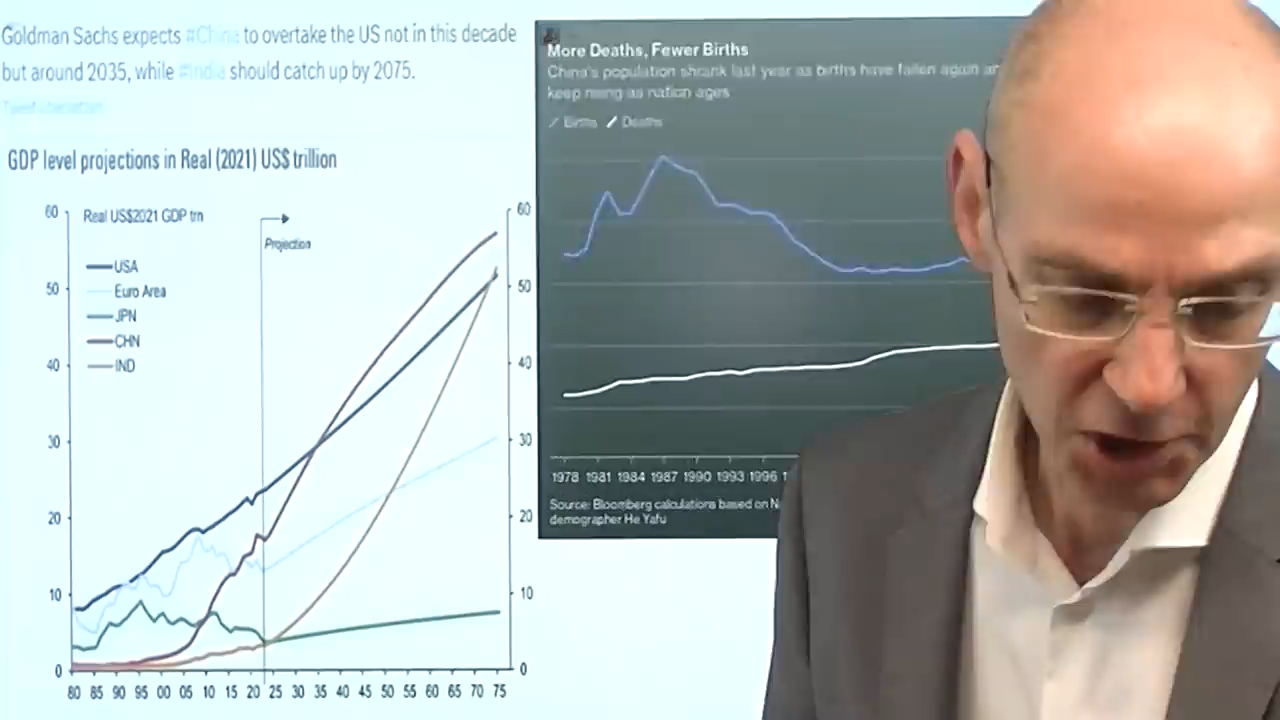 Goldman Sachs expects #China to overtake the US not in this decade
but around 2035, while #India should catch up by 2075.
GDP level projections in Real (2021) US$ trillion
Real US$2021 GDP trn
Projection
USA
Euro Area
JPN
CHN
IND
60 60
50 50
40 40
30 30
20 20
10 10
0 0
80 85 90 95 00 05 10 15 20 25 30 35 40 45 50 55 60 65 70 75
More Deaths, Fewer Births
China's population shrank last year as births have fallen again
keep rising as nation ages
Births Deaths
1978 1981 1984 1987 1990 1993 1996
Source: Bloomberg calculations based on
demographer He Yafu